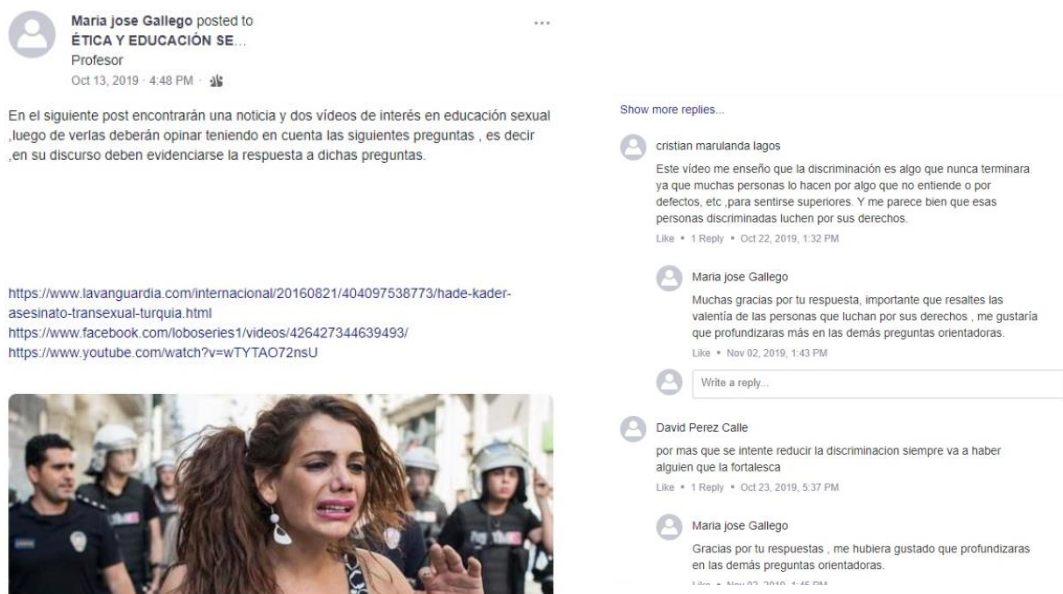 Maria jose Gallego posted to
ÉTICA Y EDUCACIÓN SE...
Profesor
Oct 13, 2019 · 4:48 PM ·
En el siguiente post encontrarán una noticia y dos vídeos de interés en educación sexual
,luego de verlas deberán opinar teniendo en cuenta las siguientes preguntas , es decir
,en su discurso deben evidenciarse la respuesta a dichas preguntas.
https://www.lavanguardia.com/internacional/20160821/404097538773/hade-kader-
asesinato-transexual-turquia.html
https://www.facebook.com/loboseries1/videos/426427344639493/
https://www.youtube.com/watch?v=wTYTAO72nsU
Show more replies...
cristian marulanda lagos
Este vídeo me enseño que la discriminación es algo que nunca terminara
ya que muchas personas lo hacen por algo que no entiende o por
defectos, etc ,para sentirse superiores. Y me parece bien que esas
personas discriminadas luchen por sus derechos.
Like • 1 Reply • Oct 22, 2019, 1:32 PM
Maria jose Gallego
Muchas gracias por tu respuesta, importante que resaltes las
valentía de las personas que luchan por sus derechos , me gustaría
que profundizaras más en las demás preguntas orientadoras.
Like • Nov 02, 2019, 1:43 PM
Write a reply...
David Perez Calle
por mas que se intente reducir la discriminacion siempre va a haber
alguien que la fortalesca
Like • 1 Reply • Oct 23, 2019, 5:37 PM
Maria jose Gallego
Gracias por tu respuestas , me hubiera gustado que profundizaras
en las demás preguntas orientadoras.
Like • Nov 02, 2019, 1:45 PM